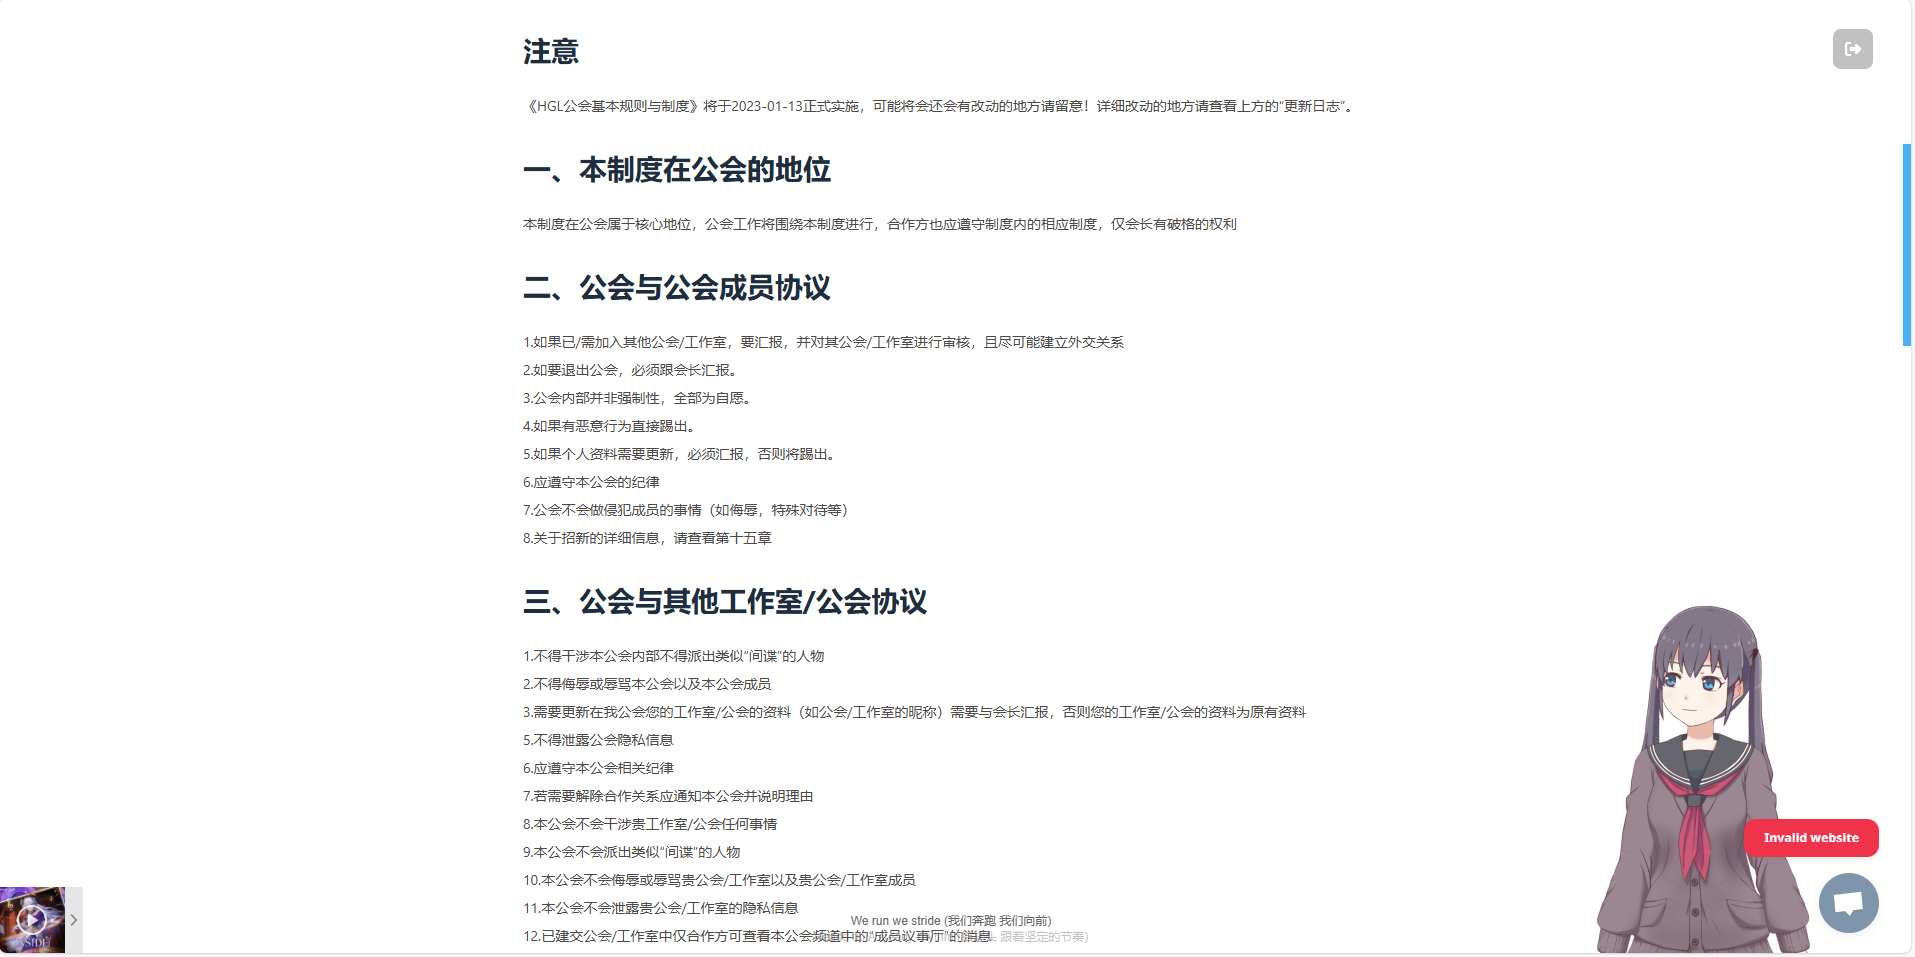 注意
《HGL公会基本规则与制度》将于2023-01-13正式实施，可能将会还会有改动的地方请留意！详细改动的地方请查看上方的“更新日志”。
一、本制度在公会的地位
本制度在公会属于核心地位，公会工作将围绕本制度进行，合作方也应遵守制度内的相应制度，仅会长有破格的权利
二、公会与公会成员协议
1.如果已/需加入其他公会/工作室，要汇报，并对其公会/工作室进行审核，且尽可能建立外交关系
2.如要退出公会，必须跟会长汇报。
3.公会内部并非强制性，全部为自愿。
4.如果有恶意行为直接踢出。
5.如果个人资料需要更新，必须汇报，否则将踢出。
6.应遵守本公会的纪律
7.公会不会做侵犯成员的事情（如侮辱，特殊对待等）
8.关于招新的详细信息，请查看第十五章
三、公会与其他工作室/公会协议
1.不得干涉本公会内部不得派出类似“间谍”的人物
2.不得侮辱或辱骂本公会以及本公会成员
3.需要更新在我公会您的工作室/公会的资料（如公会/工作室的昵称）需要与会长汇报，否则您的工作室/公会的资料为原有资料
5.不得泄露公会隐私信息
6.应遵守本公会相关纪律
7.若需要解除合作关系应通知本公会并说明理由
8.本公会不会干涉贵工作室/公会任何事情
9.本公会不会派出类似“间谍”的人物
10.本公会不会侮辱或辱骂贵公会/工作室以及贵公会/工作室成员
11.本公会不会泄露贵公会/工作室的隐私信息
12.已建交公会/工作室中仅合作方可查看本公会频道中的“成员议事厅”的消息
We run we stride (我们奔跑 我们向前)
跟着坚定的节奏)
Invalid website